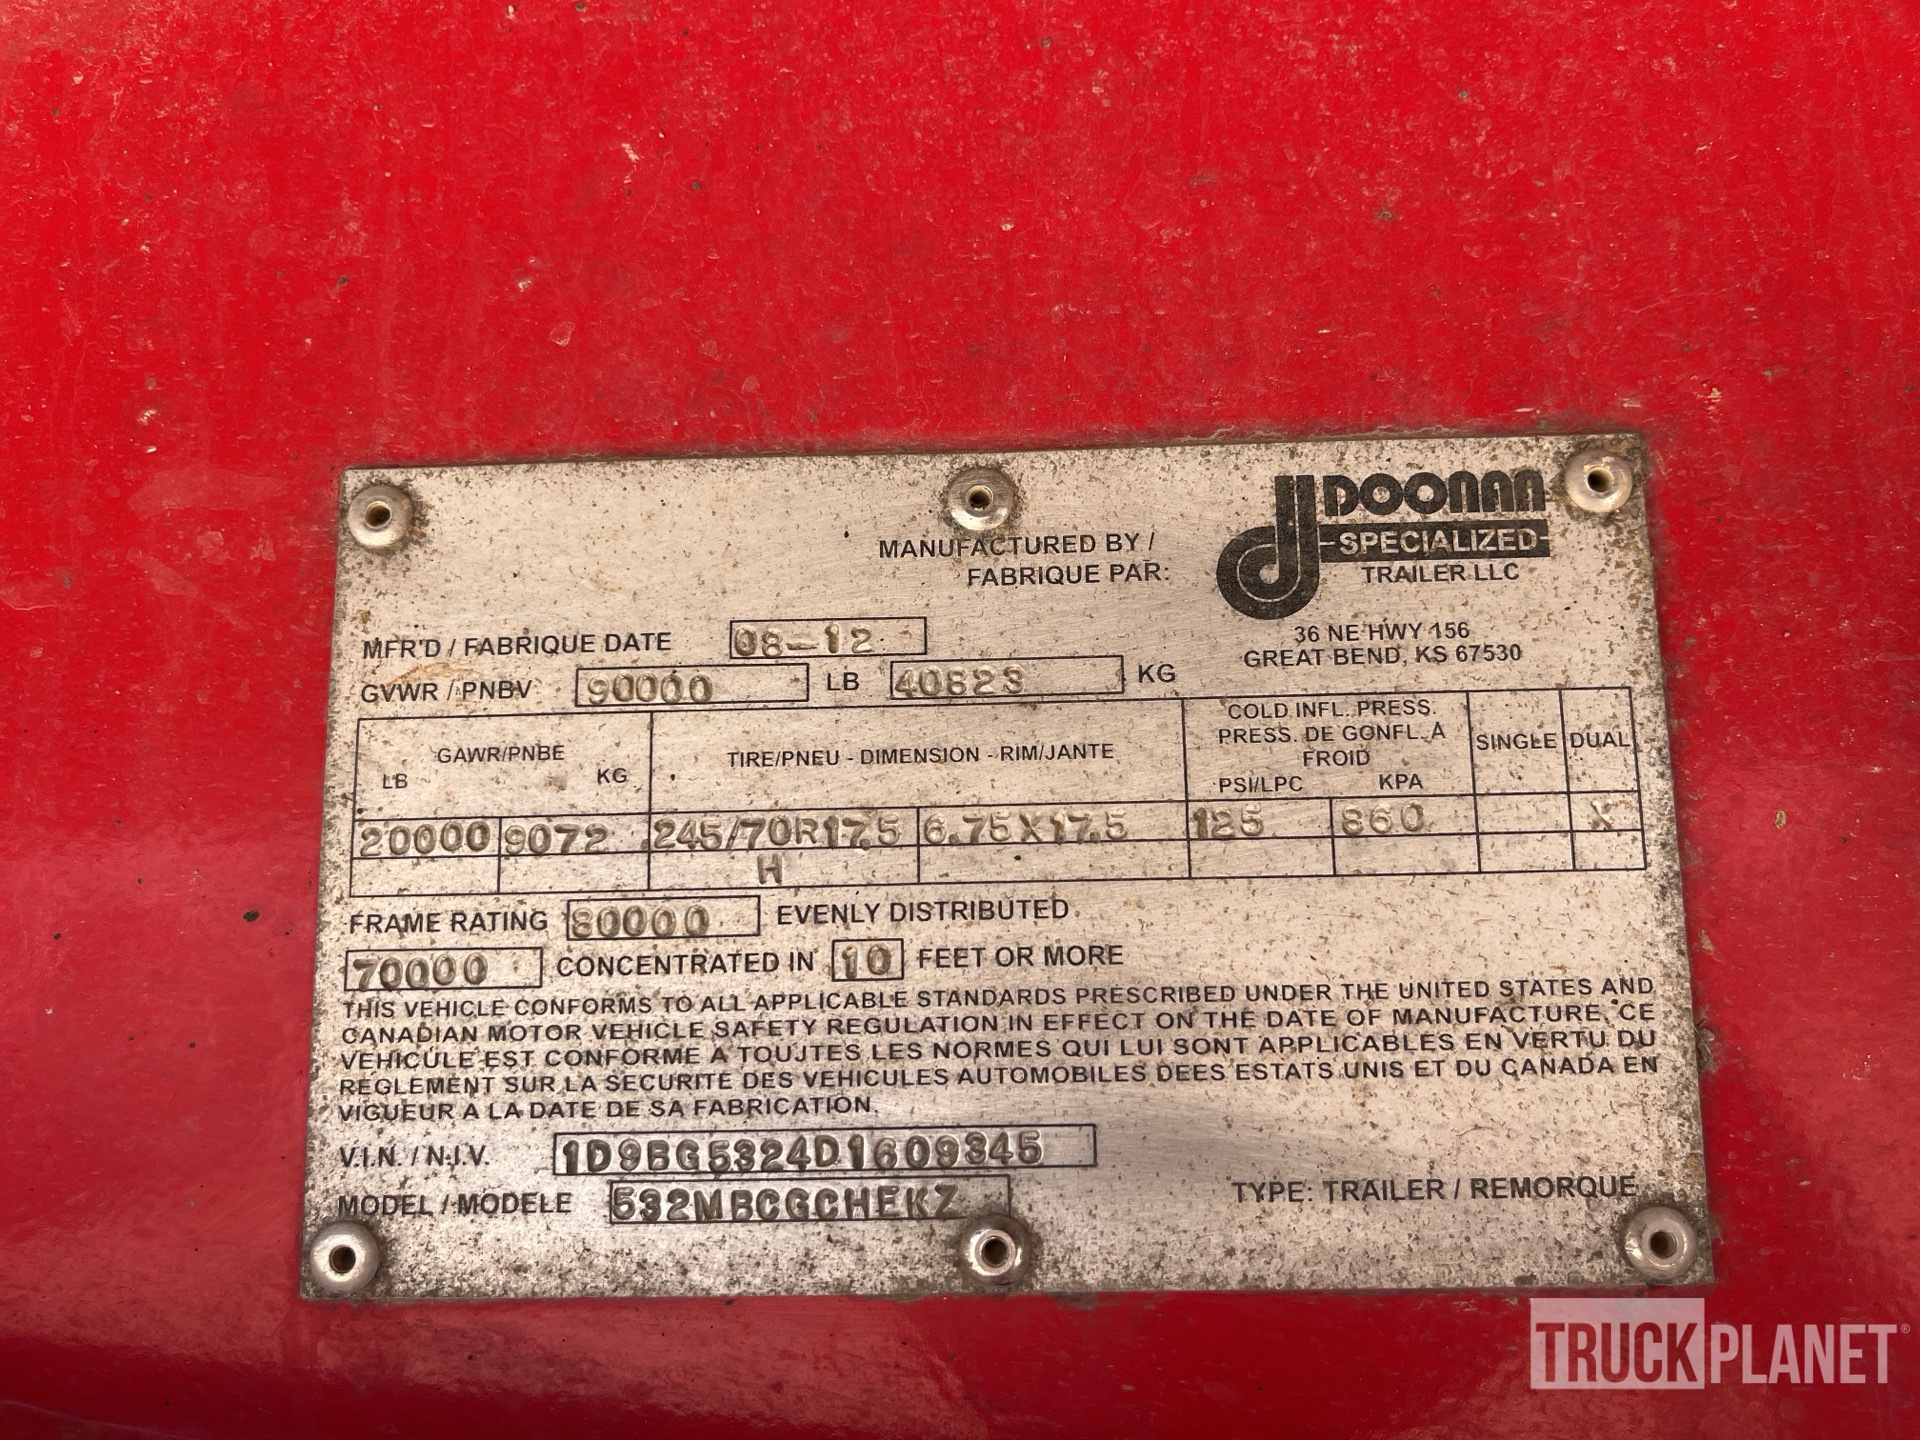 DOONAN
SPECIALIZED
TRAILER LLC
MANUFACTURED BY /
FABRIQUE PAR:
36 NE HWY 156
GREAT BEND, KS 67530
MFR'D / FABRIQUE DATE 08-12
GVWR / PNBV 90000 LB 40823 KG
GAWR/PNBE
LB KG
TIRE/PNEU - DIMENSION - RIM/JANTE
COLD INFL. PRESS.
PRESS. DE GONFL. À
FROID
PSI/LPC KPA
SINGLE DUAL
20000 9072 245/70R17.5 6.75X17.5 125 860 X
H
FRAME RATING 80000 EVENLY DISTRIBUTED
70000 CONCENTRATED IN 10 FEET OR MORE
THIS VEHICLE CONFORMS TO ALL APPLICABLE STANDARDS PRESCRIBED UNDER THE UNITED STATES AND
CANADIAN MOTOR VEHICLE SAFETY REGULATION IN EFFECT ON THE DATE OF MANUFACTURE, CE
VEHICULE EST CONFORME A TOUJTES LES NORMES QUI LUI SONT APPLICABLES EN VERTU DU
REGLEMENT SUR LA SECURITE DES VEHICULES AUTOMOBILES DEES ESTATS UNIS ET DU CANADA EN
VIGUEUR A LA DATE DE SA FABRICATION.
V.I.N. / N.I.V. 1D9BG5324D1609345
MODEL / MODELE 532MBCGCHEKZ
TYPE: TRAILER / REMORQUE
TRUCKPLANET®